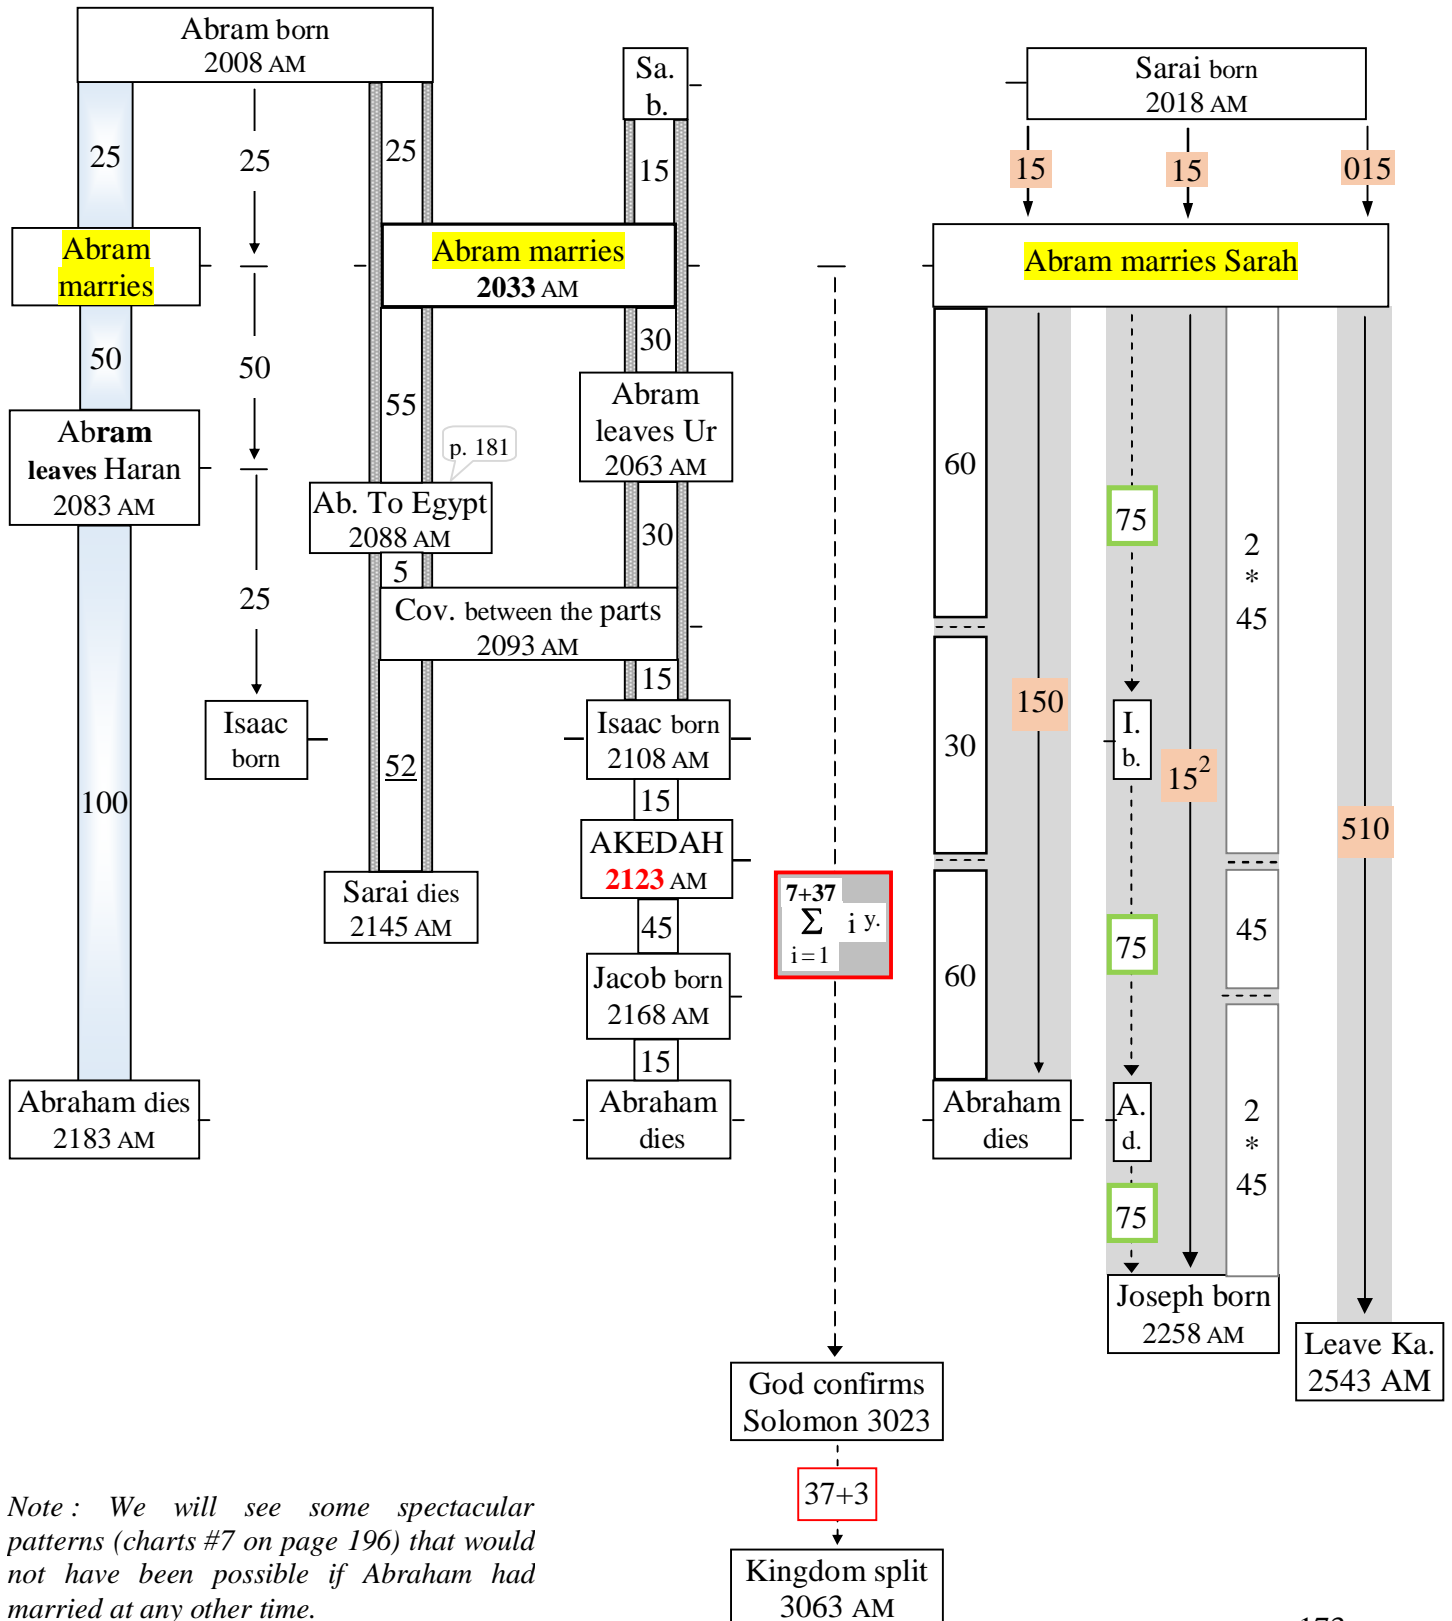 Abram born
2008 AM
Sa.
b.
Sarai born
2018 AM
25
25
25
15
15
15
015
Abram
marries
Abram marries
2033 AM
Abram marries Sarah
50
50
55
30
Abram
leaves Ur
2063 AM
Abram
leaves Haran
2083 AM
p. 181
Ab. To Egypt
2088 AM
5
30
Cov. between the parts
2093 AM
25
15
Isaac
born
52
Isaac born
2108 AM
15
100
AKEDAH
2123 AM
Sarai dies
2145 AM
45
Jacob born
2168 AM
15
Abraham dies
2183 AM
Abraham
dies
7+37
Σ i y.
i=1
60
30
60
150
Abraham
dies
75
I.
b.
75
A.
d.
75
15²
2
*
45
45
2
*
45
510
Joseph born
2258 AM
Leave Ka.
2543 AM
God confirms
Solomon 3023
37+3
Kingdom split
3063 AM
Note : We will see some spectacular
patterns (charts #7 on page 196) that would
not have been possible if Abraham had
married at any other time.